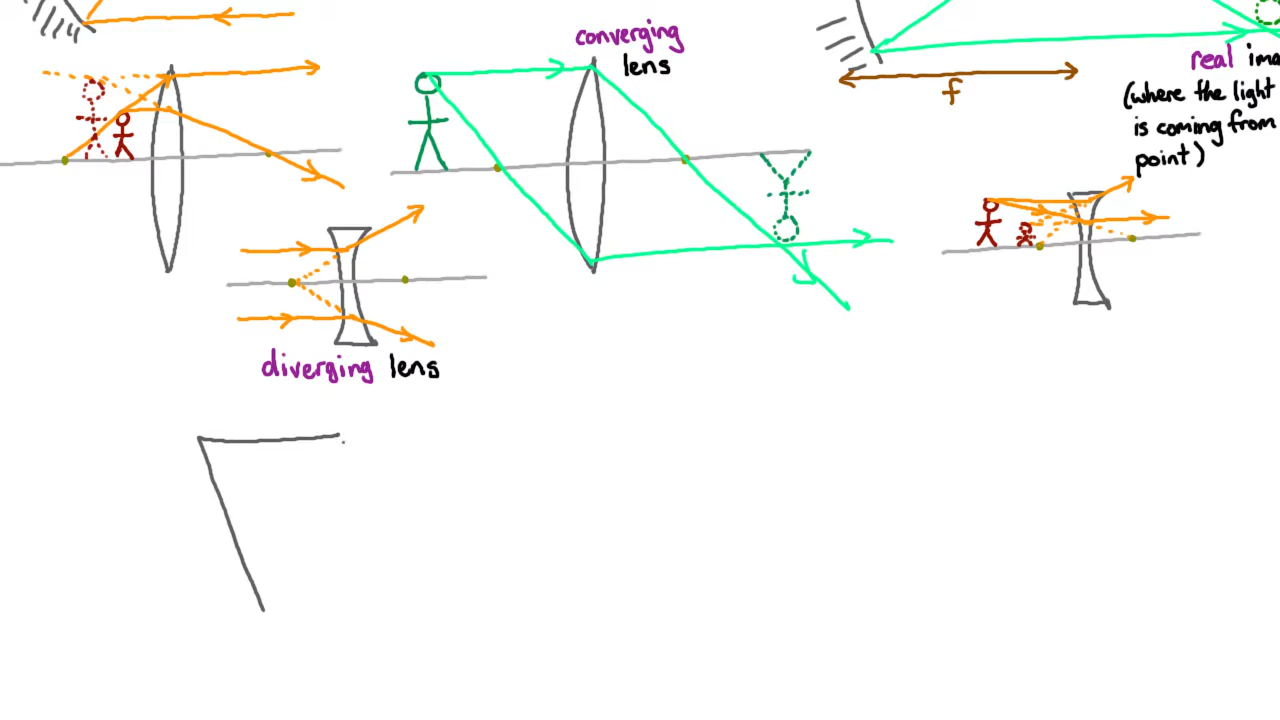 converging
lens
f
real ima
(where the light
is coming from
point)
diverging lens